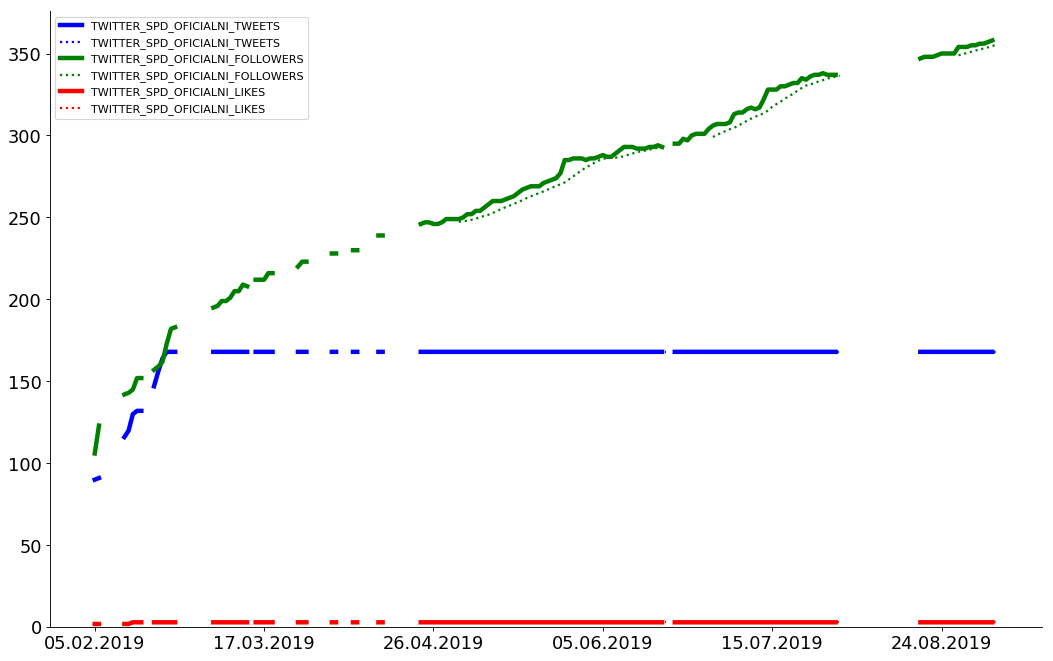 TWITTER_SPD_OFICIALNI_TWEETS
TWITTER_SPD_OFICIALNI_TWEETS
TWITTER_SPD_OFICIALNI_FOLLOWERS
TWITTER_SPD_OFICIALNI_FOLLOWERS
TWITTER_SPD_OFICIALNI_LIKES
TWITTER_SPD_OFICIALNI_LIKES
350
300
250
200
150
100
50
0
05.02.2019 17.03.2019 26.04.2019 05.06.2019 15.07.2019 24.08.2019